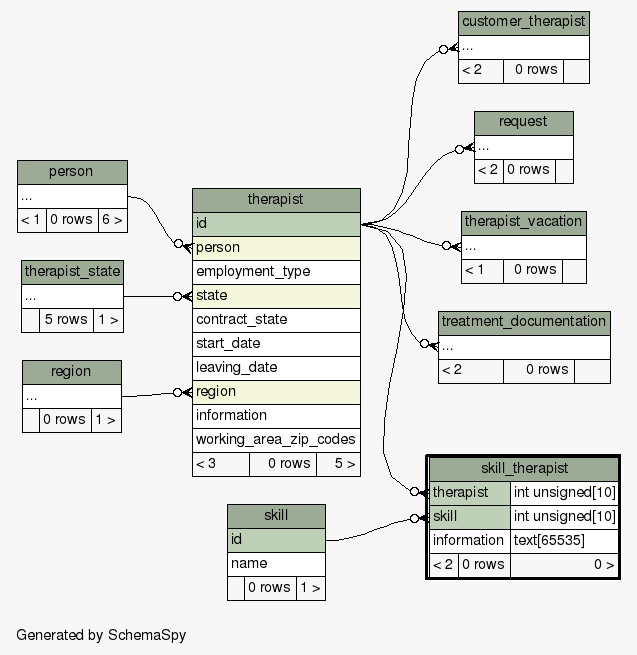 customer_therapist
...
< 2 0 rows
request
...
< 2 0 rows
person
...
< 1 0 rows 6 >
therapist
id
person
employment_type
state
contract_state
start_date
leaving_date
region
information
working_area_zip_codes
< 3 0 rows 5 >
therapist_vacation
...
< 1 0 rows
therapist_state
...
5 rows 1 >
treatment_documentation
...
< 2 0 rows
region
...
0 rows 1 >
skill_therapist
therapist int unsigned[10]
skill int unsigned[10]
information text[65535]
< 2 0 rows 0 >
skill
id
name
0 rows 1 >
Generated by SchemaSpy